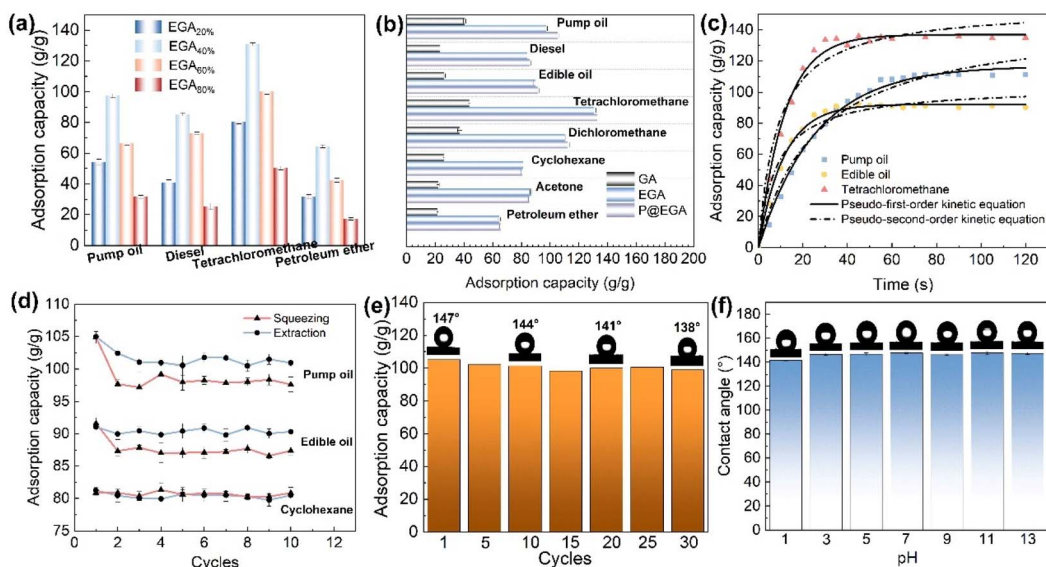 (a)
Adsorption capacity (g/g)
140
120
100
80
60
40
20
0
EGA20%
EGA40%
EGA60%
EGA80%
Pump oil
Diesel
Tetrachloromethane
Petroleum ether
(b)
Pump oil
Diesel
Edible oil
Tetrachloromethane
Dichloromethane
Cyclohexane
Acetone
Petroleum ether
GA
EGA
P@EGA
0 20 40 60 80 100 120 140 160 180 200
Adsorption capacity (g/g)
(c)
Adsorption capacity (g/g)
140
120
100
80
60
40
20
0
Pump oil
Edible oil
Tetrachloromethane
Pseudo-first-order kinetic equation
Pseudo-second-order kinetic equation
0 20 40 60 80 100 120
Time (s)
(d)
Adsorption capacity (g/g)
110
105
100
95
90
85
80
75
Squeezing
Extraction
Pump oil
Edible oil
Cyclohexane
0 2 4 6 8 10 12
Cycles
(e)
Adsorption capacity (g/g)
140
120
100
80
60
40
20
0
147°
144°
141°
138°
1 5 10 15 20 25 30
Cycles
(f)
Contact angle (°)
180
160
140
120
100
80
60
40
20
0
1 3 5 7 9 11 13
pH